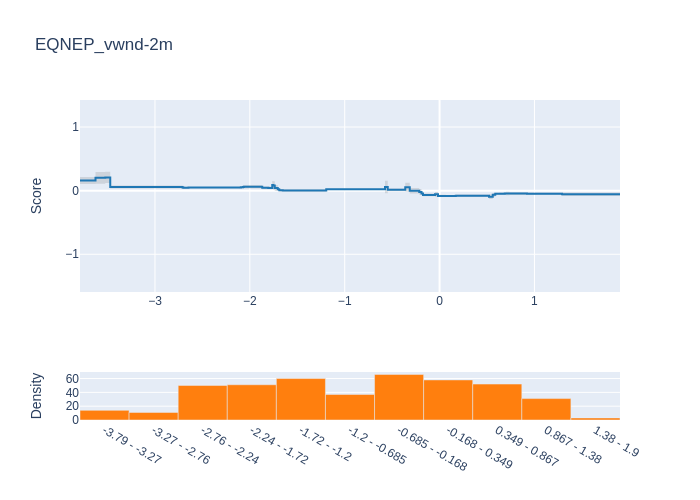 EQNEP_vwnd-2m
1
0
−1
Score
−3
−2
−1
0
1
60
40
20
0
Density
-3.79 - -3.27
-3.27 - -2.76
-2.76 - -2.24
-2.24 - -1.72
-1.72 - -1.2
-1.2 - -0.685
-0.685 - -0.168
-0.168 - 0.349
0.349 - 0.867
0.867 - 1.38
1.38 - 1.9